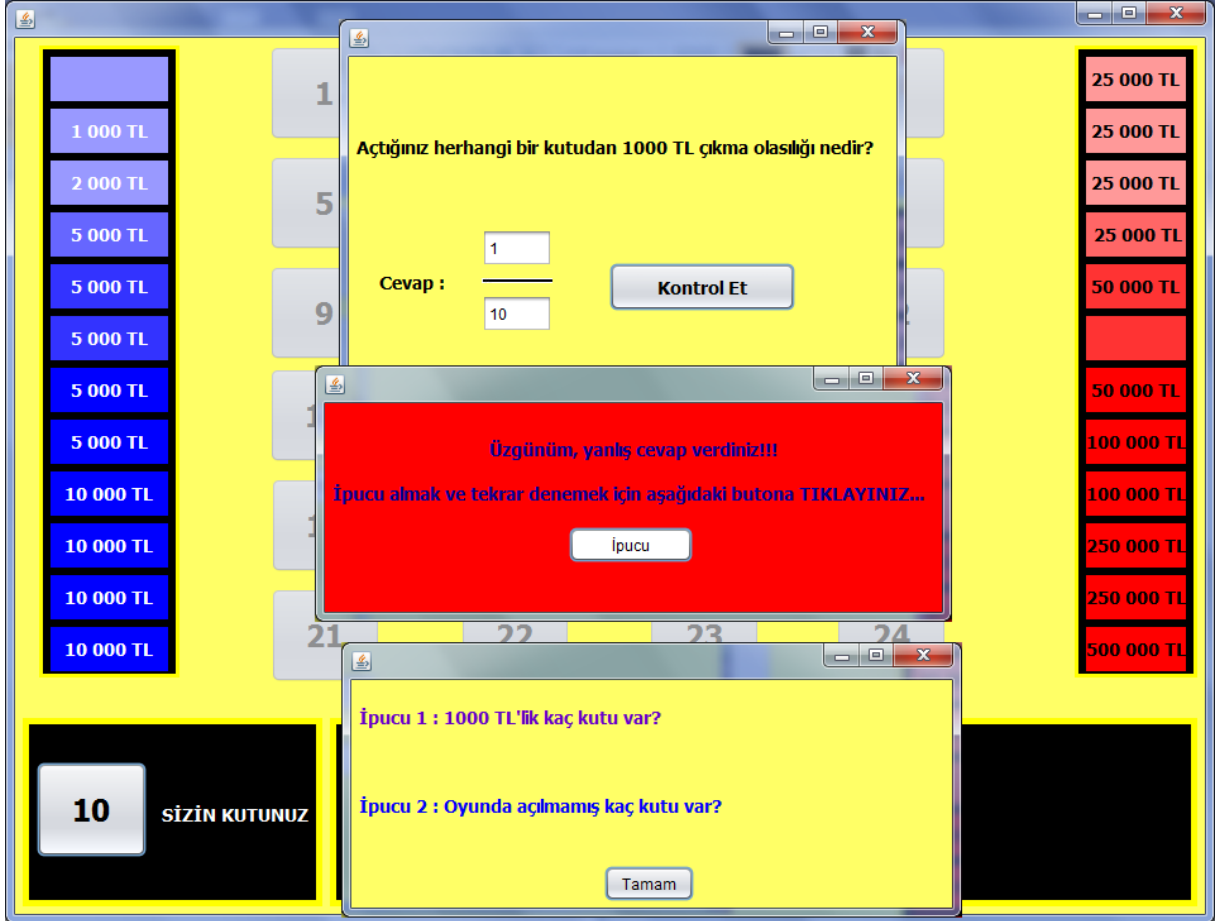 1 000 TL
2 000 TL
5 000 TL
5 000 TL
5 000 TL
5 000 TL
5 000 TL
10 000 TL
10 000 TL
10 000 TL
10 000 TL
1
5
9
21
22
23
24
Açtığınız herhangi bir kutudan 1000 TL çıkma olasılığı nedir?
Cevap :
1
10
Kontrol Et
Üzgünüm, yanlış cevap verdiniz!!!
İpucu almak ve tekrar denemek için aşağıdaki butona TIKLAYINIZ...
İpucu
İpucu 1 : 1000 TL'lik kaç kutu var?
İpucu 2 : Oyunda açılmamış kaç kutu var?
Tamam
25 000 TL
25 000 TL
25 000 TL
25 000 TL
50 000 TL
50 000 TL
100 000 TL
100 000 TL
250 000 TL
250 000 TL
500 000 TL
10
SİZİN KUTUNUZ